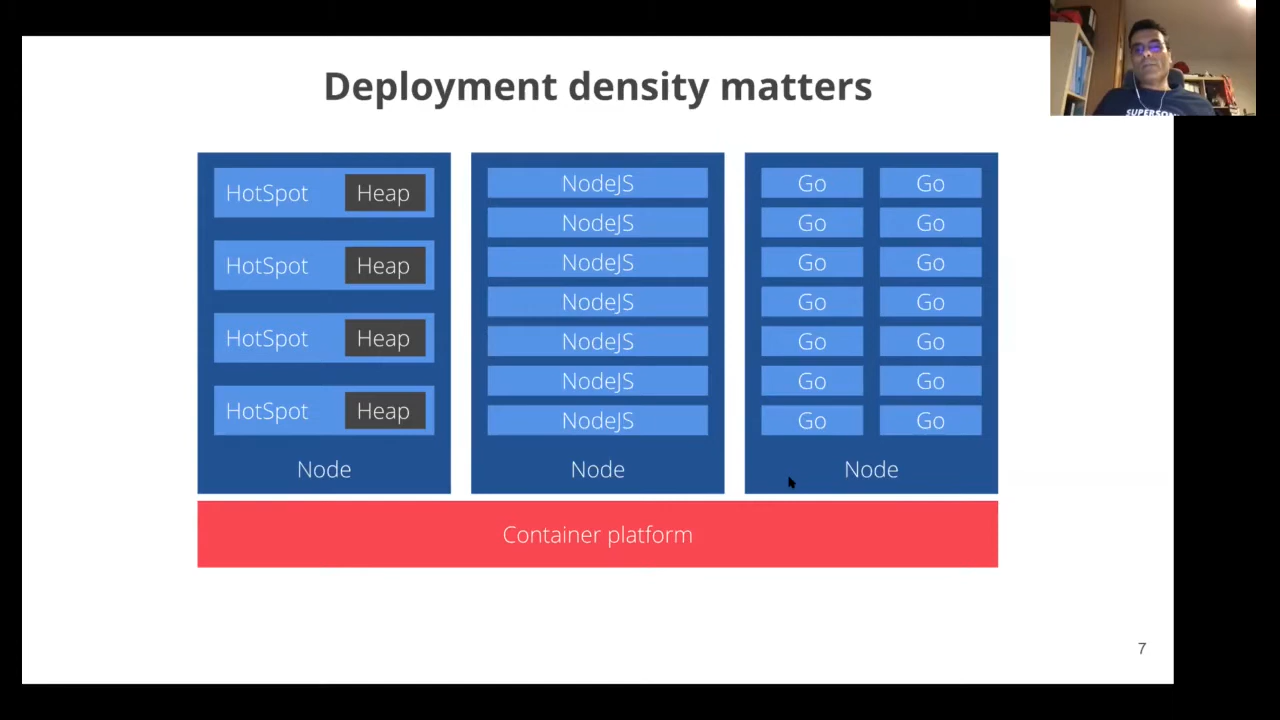 Deployment density matters
HotSpot Heap
HotSpot Heap
HotSpot Heap
HotSpot Heap
Node
NodeJS
NodeJS
NodeJS
NodeJS
NodeJS
NodeJS
NodeJS
Node
Go Go
Go Go
Go Go
Go Go
Go Go
Go Go
Go Go
Node
Container platform
7
SUPERSON